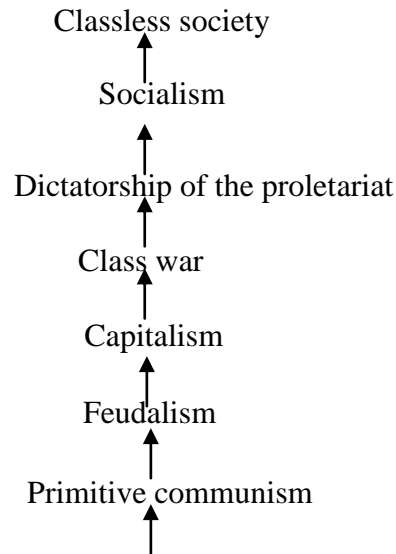 Classless society
Socialism
Dictatorship of the proletariat
Class war
Capitalism
Feudalism
Primitive communism